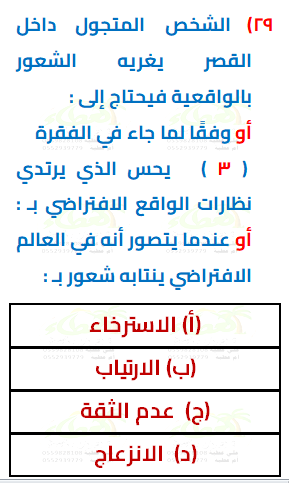 ٢٩) الشخص المتجول داخل
القصر يغريه الشعور
بالواقعية فيحتاج إلى :
أو وفقًا لما جاء في الفقرة
( ٣ ) يحس الذي يرتدي
نظارات الواقع الافتراضي بـ :
أو عندما يتصور أنه في العالم
الافتراضي ينتابه شعور بـ :
(أ) الاسترخاء
(ب) الارتياب
(ج) عدم الثقة
(د) الانزعاج